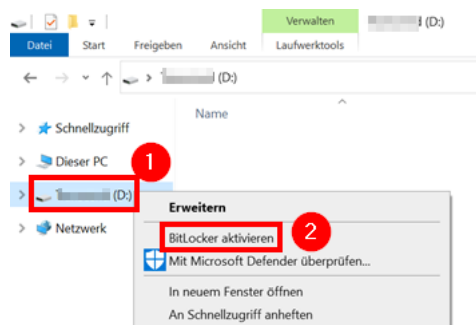 Verwalten
(D:)
Datei Start Freigeben Ansicht Laufwerktools
(D:)
Name
Schnellzugriff
Dieser PC
1
(D:)
Erweitern
Netzwerk
BitLocker aktivieren
2
Mit Microsoft Defender überprüfen...
In neuem Fenster öffnen
An Schnellzugriff anheften